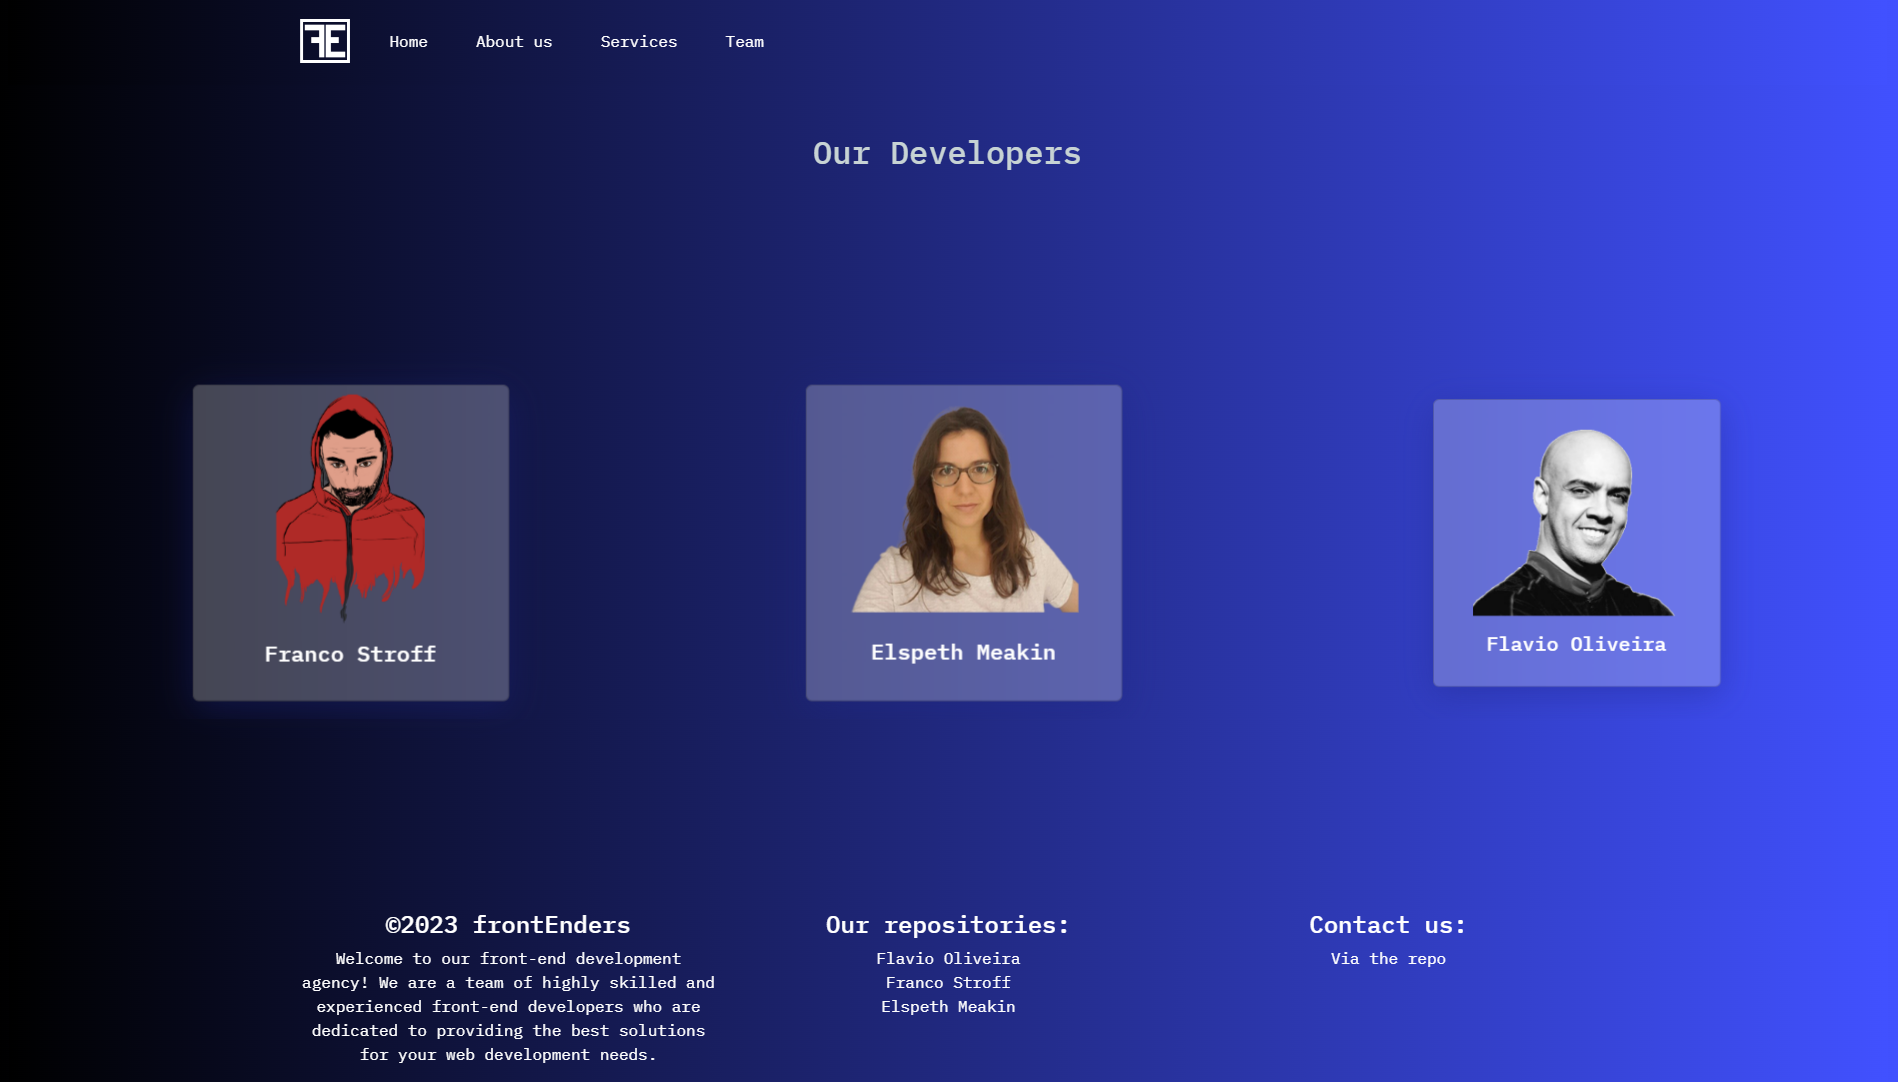 FE
Home
About us
Services
Team
Our Developers
Franco Stroff
Elspeth Meakin
Flavio Oliveira
©2023 frontEnders
Welcome to our front-end development
agency! We are a team of highly skilled and
experienced front-end developers who are
dedicated to providing the best solutions
for your web development needs.
Our repositories:
Flavio Oliveira
Franco Stroff
Elspeth Meakin
Contact us:
Via the repo